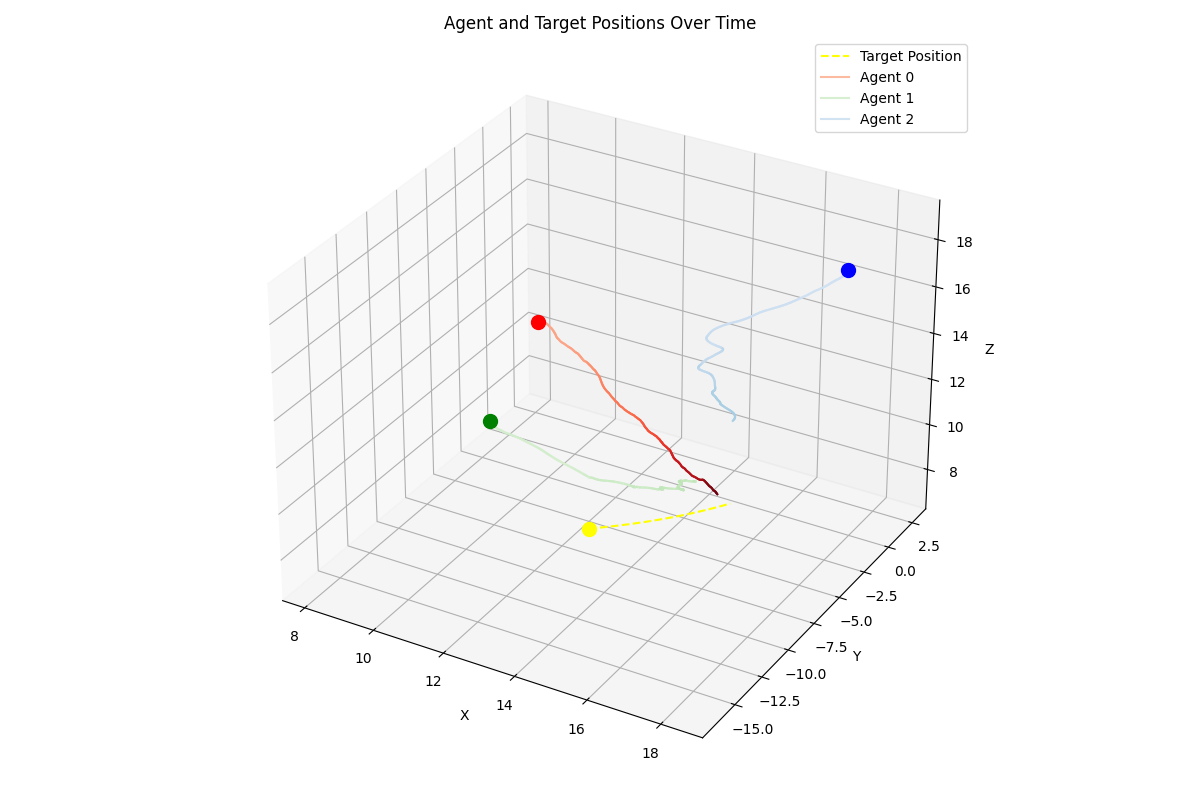 Agent and Target Positions Over Time
Target Position
Agent 0
Agent 1
Agent 2
18
16
14
12
10
8
Z
2.5
0.0
−2.5
−5.0
−7.5
−10.0
−12.5
−15.0
Y
8
10
12
14
16
18
X